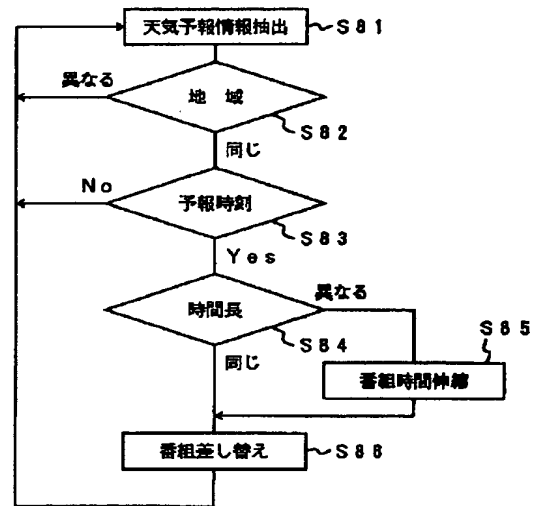 天気予報情報抽出
S81
異なる
地 域
S82
同じ
No
予報時刻
S83
Yes
異なる
時間長
S84
S85
同じ
番組時間伸縮
番組差し替え
S86